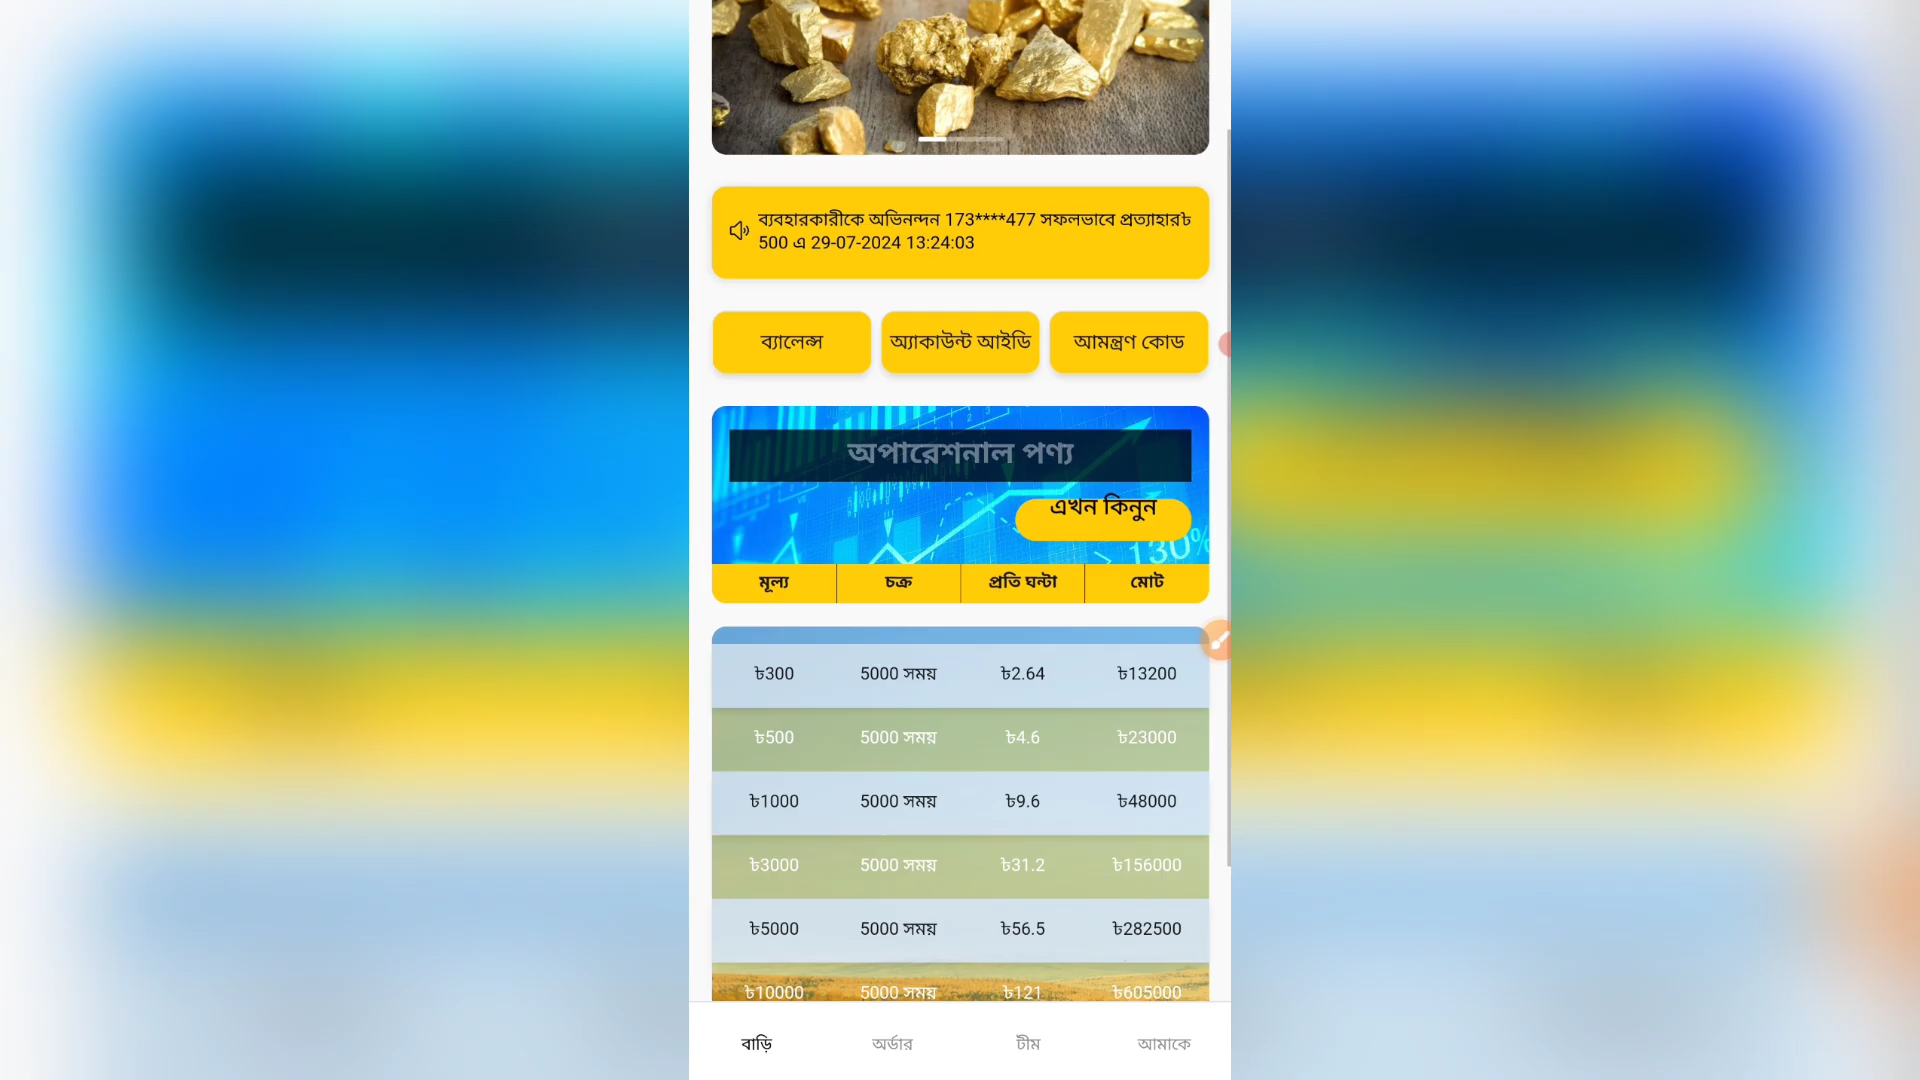 ব্যবহারকারীকে অভিনন্দন 173****477 সফলভাবে প্রত্যাহার৳
500 এ 29-07-2024 13:24:03
ব্যালেন্স
অ্যাকাউন্ট আইডি
আমন্ত্রণ কোড
অপারেশনাল পণ্য
এখন কিনুন
130%
মূল্য চক্র প্রতি ঘন্টা মোট
৳300 5000 সময় ৳2.64 ৳13200
৳500 5000 সময় ৳4.6 ৳23000
৳1000 5000 সময় ৳9.6 ৳48000
৳3000 5000 সময় ৳31.2 ৳156000
৳5000 5000 সময় ৳56.5 ৳282500
৳10000 5000 সময় ৳121 ৳605000
বাড়ি অর্ডার টীম আমাকে